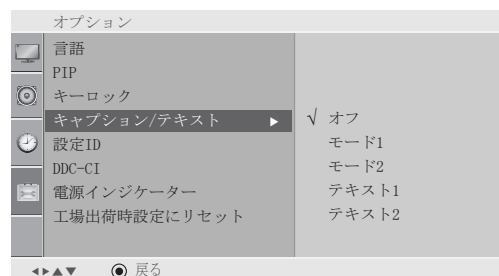 オプション
言語
PIP
キーロック
キャプション/テキスト ▶
設定ID
DDC-CI
電源インジケーター
工場出荷時設定にリセット
√ オフ
モード1
モード2
テキスト1
テキスト2
◀▶▲▼ ◉ 戻る